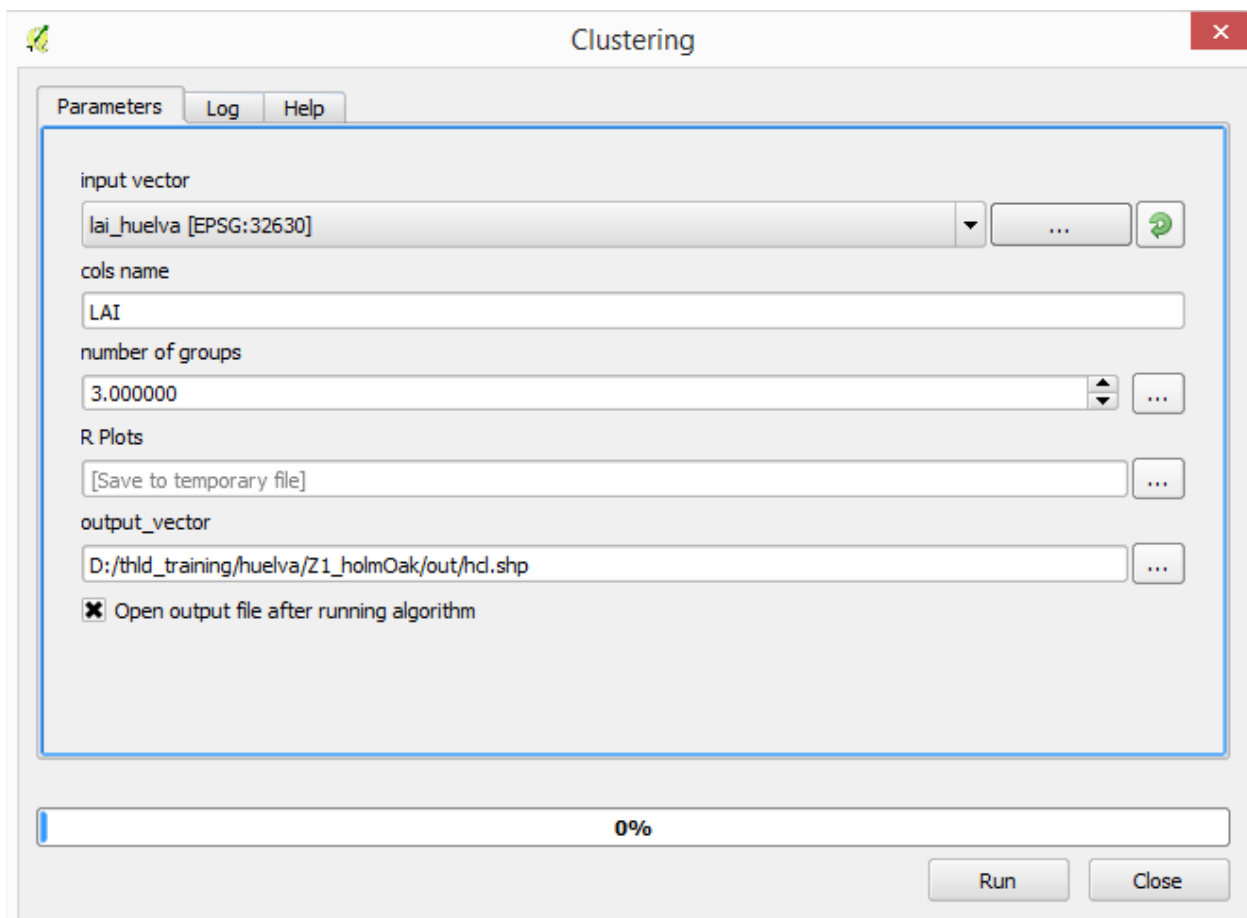 Clustering
Parameters Log Help
input vector
lai_huelva [EPSG:32630]
...
cols name
LAI
number of groups
3.000000
...
R Plots
[Save to temporary file]
...
output_vector
D:/thld_training/huelva/Z1_holmOak/out/hcl.shp
...
Open output file after running algorithm
0%
Run Close